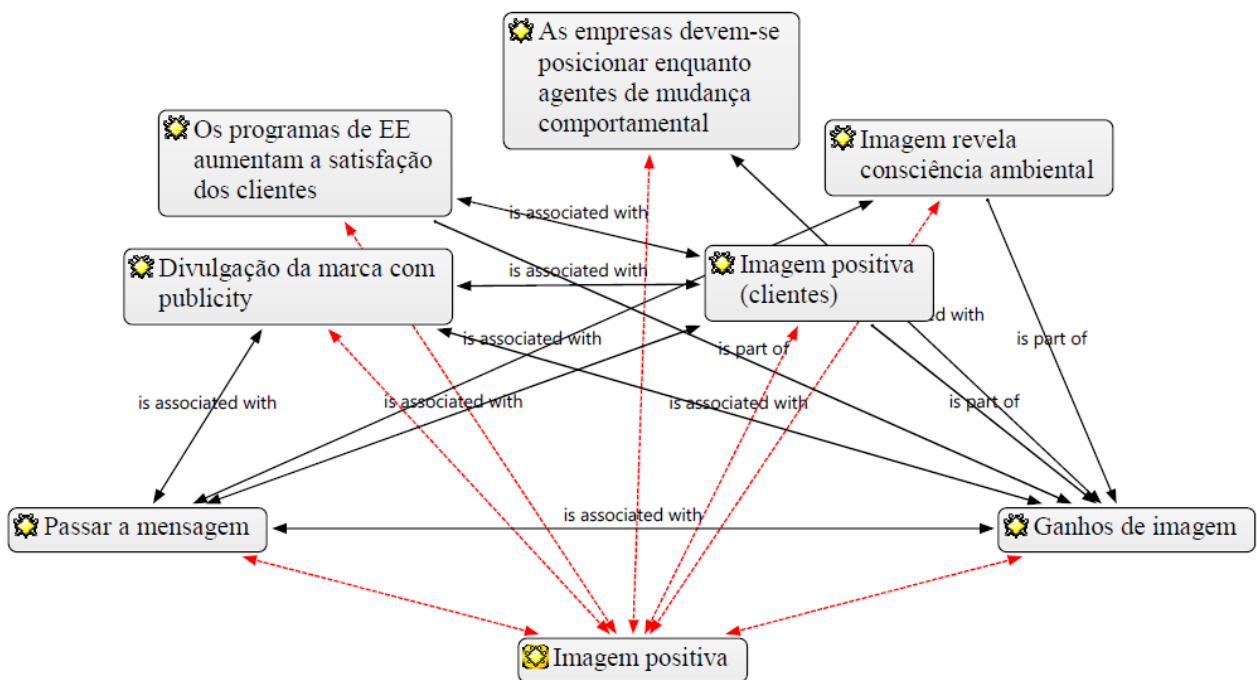 As empresas devem-se
posicionar enquanto
agentes de mudança
comportamental
Os programas de EE
aumentam a satisfação
dos clientes
Imagem revela
consciência ambiental
is associated with
Divulgação da marca com
publicity
is associated with
Imagem positiva
(clientes)
ed with
is associated with
is part of
is part of
is associated with
is associated with
is associated with
is part of
Passar a mensagem
is associated with
Ganhos de imagem
Imagem positiva